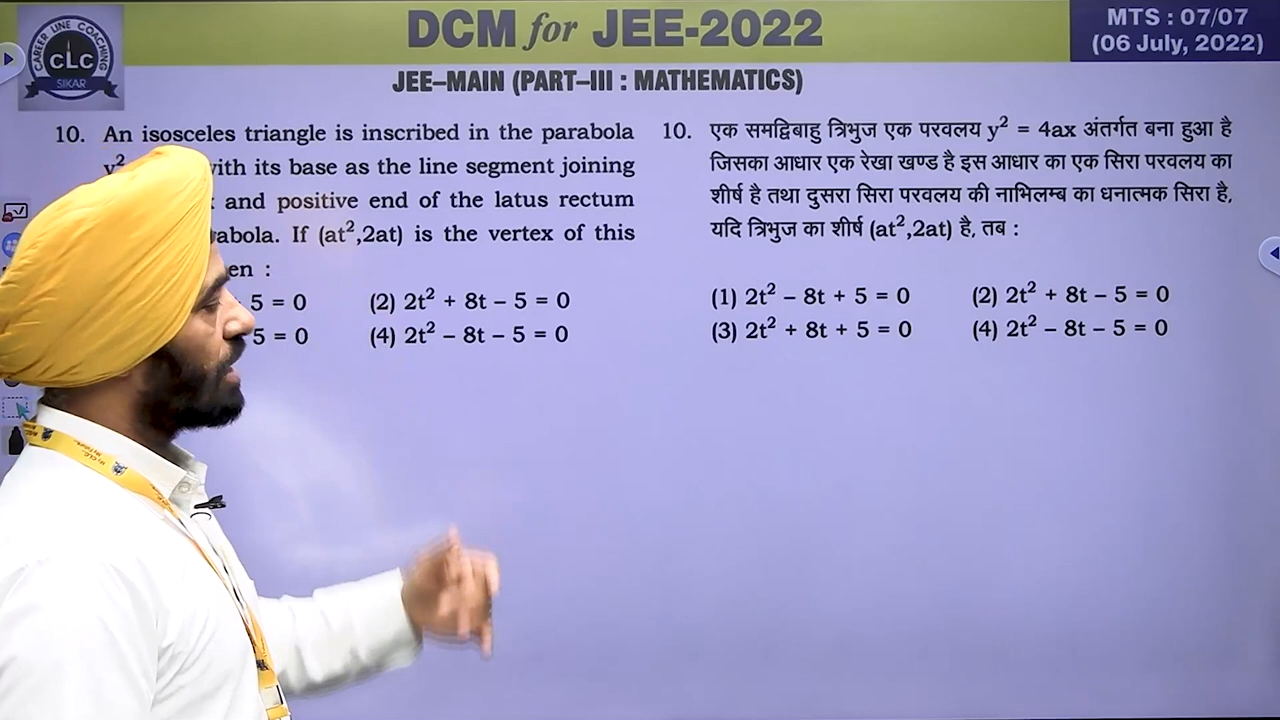 DCM for JEE-2022
MTS : 07/07
(06 July, 2022)
CAREER LINE COACHING
CLC
SIKAR
JEE–MAIN (PART–III : MATHEMATICS)
10. An isosceles triangle is inscribed in the parabola
y² with its base as the line segment joining
and positive end of the latus rectum
If (at²,2at) is the vertex of this
en :
5 = 0 (2) 2t² + 8t – 5 = 0
5 = 0 (4) 2t² – 8t – 5 = 0
10. एक समद्विबाहु त्रिभुज एक परवलय y² = 4ax अंतर्गत बना हुआ है
जिसका आधार एक रेखा खण्ड है इस आधार का एक सिरा परवलय का
शीर्ष है तथा दुसरा सिरा परवलय की नाभिलम्ब का धनात्मक सिरा है,
यदि त्रिभुज का शीर्ष (at²,2at) है, तब :
(1) 2t² – 8t + 5 = 0 (2) 2t² + 8t – 5 = 0
(3) 2t² + 8t + 5 = 0 (4) 2t² – 8t – 5 = 0